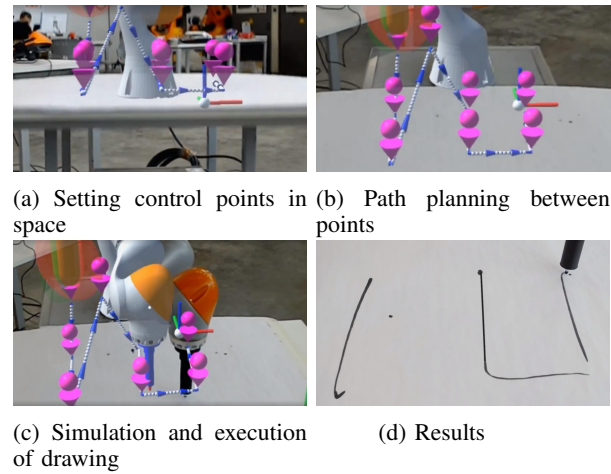 (a) Setting control points in space
(b) Path planning between points
(c) Simulation and execution of drawing
(d) Results